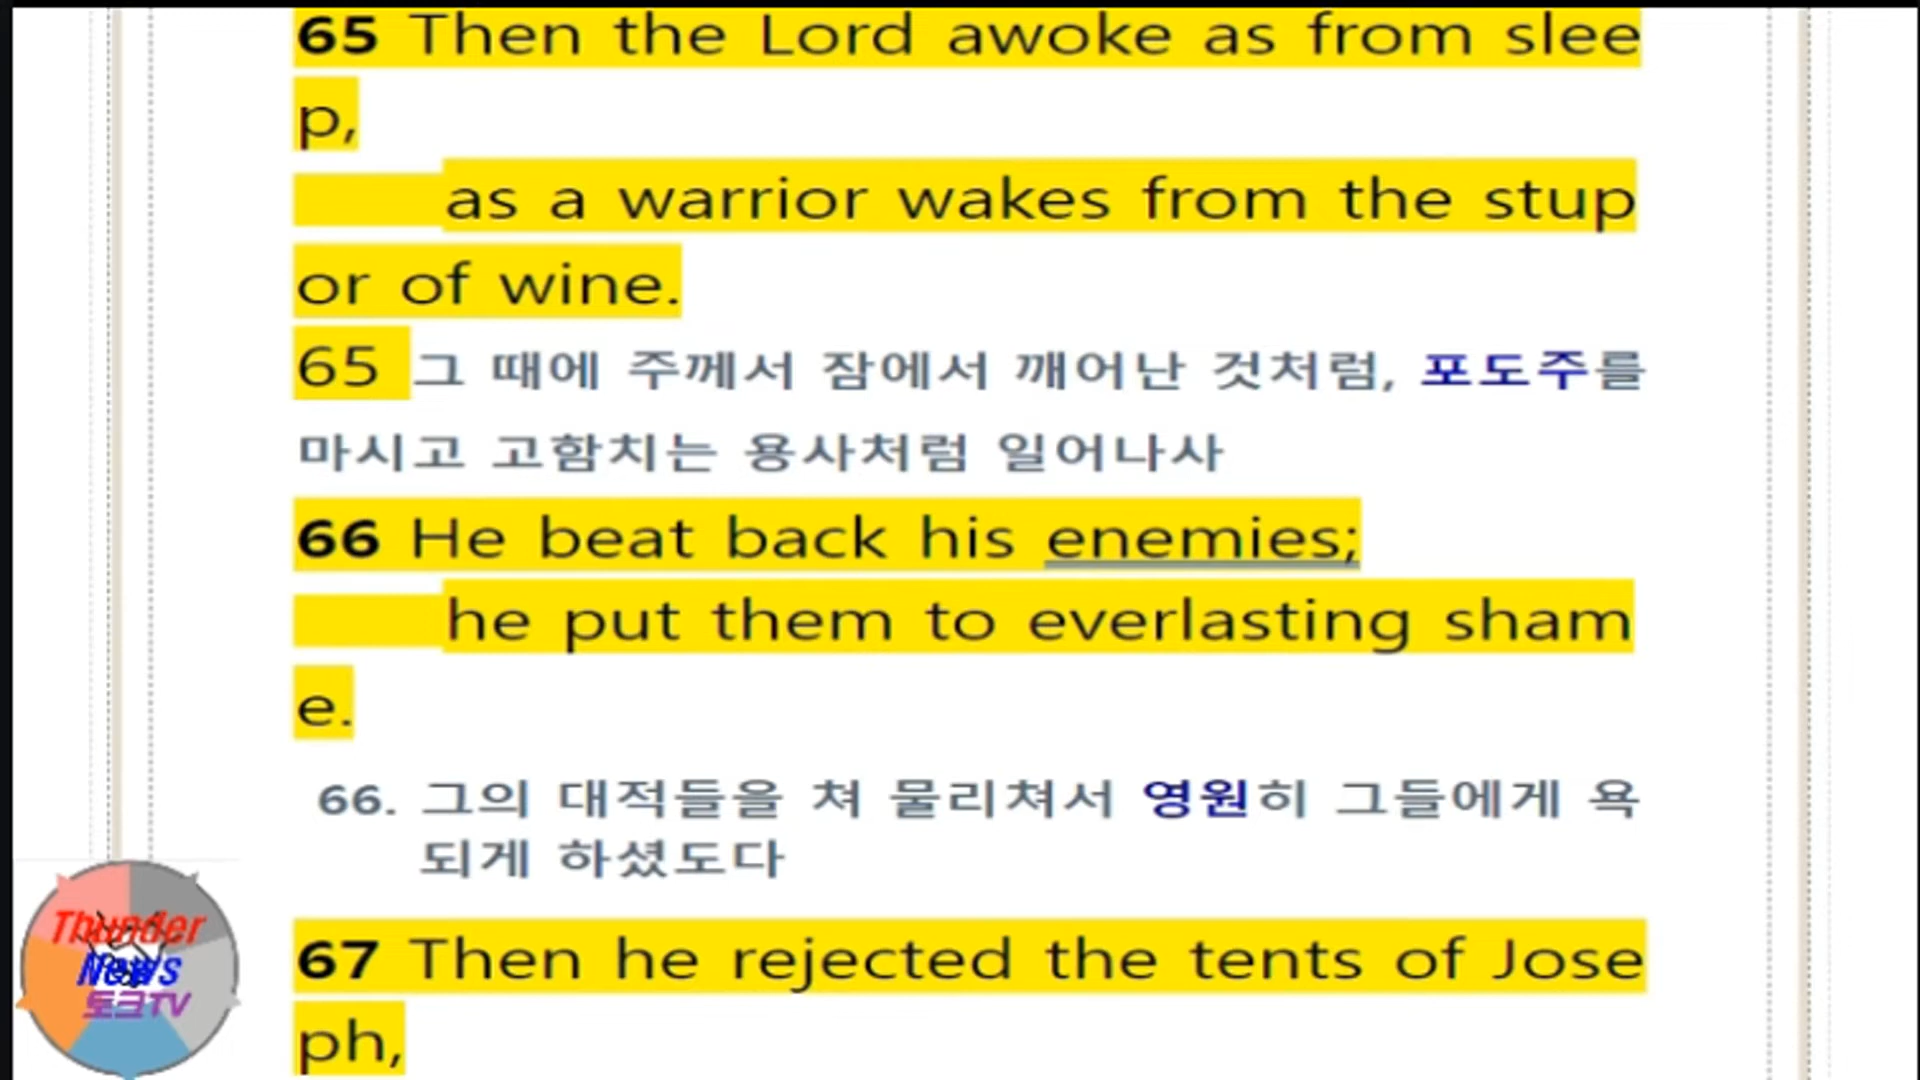 65 Then the Lord awoke as from slee
p,
as a warrior wakes from the stup
or of wine.
65 그 때에 주께서 잠에서 깨어난 것처럼, 포도주를
마시고 고함치는 용사처럼 일어나사
66 He beat back his enemies;
he put them to everlasting sham
e.
66. 그의 대적들을 쳐 물리쳐서 영원히 그들에게 욕
되게 하셨도다
67 Then he rejected the tents of Jose
ph,
Thunder
News
토크TV